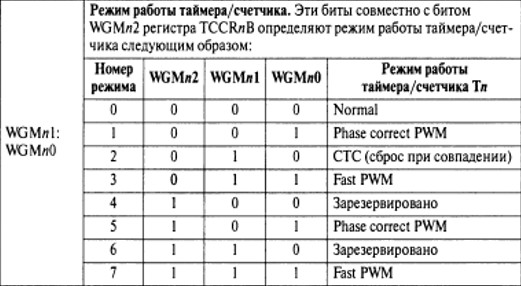 Режим работы таймера/счетчика. Эти биты совместно с битом
WGMn2 регистра TCCRnB определяют режим работы таймера/счет-
чика следующим образом:
Номер режима WGMn2 WGMn1 WGMn0 Режим работы таймера/счетчика Tn
0 0 0 0 Normal
1 0 0 1 Phase correct PWM
WGMn1:
WGMn0
2 0 1 0 CTC (сброс при совпадении)
3 0 1 1 Fast PWM
4 1 0 0 Зарезервировано
5 1 0 1 Phase correct PWM
6 1 1 0 Зарезервировано
7 1 1 1 Fast PWM